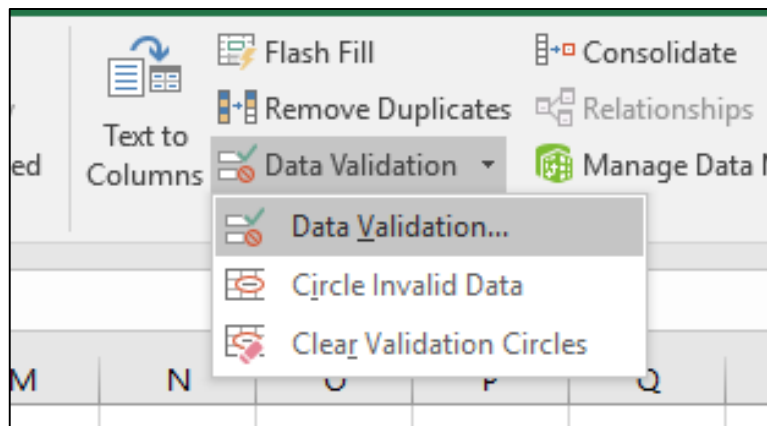 Flash Fill
Consolidate
Remove Duplicates
Relationships
Text to
Columns
ed
Data Validation
Manage Data
Data Validation...
Circle Invalid Data
Clear Validation Circles
M N O P Q